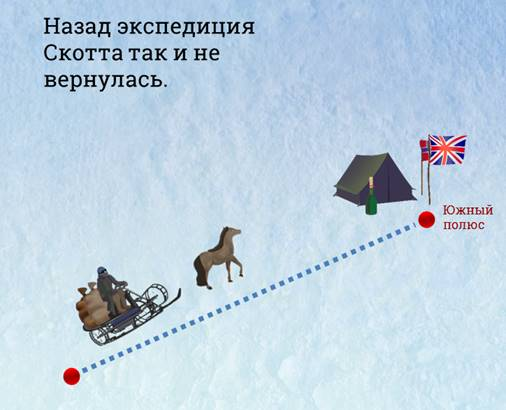 Назад экспедиция
Скотта так и не
вернулась.
Южный
полюс